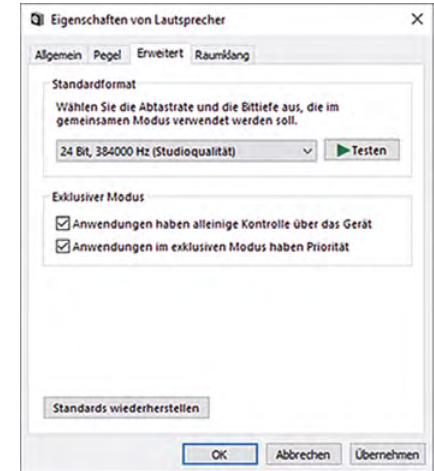 Eigenschaften von Lautsprecher
Allgemein Pegel Erweitert Raumklang
Standardformat
Wählen Sie die Abtastrate und die Bittiefe aus, die im
gemeinsamen Modus verwendet werden soll.
24 Bit, 384000 Hz (Studioqualität) Testen
Exklusiver Modus
Anwendungen haben alleinige Kontrolle über das Gerät
Anwendungen im exklusiven Modus haben Priorität
Standards wiederherstellen
OK Abbrechen Übernehmen